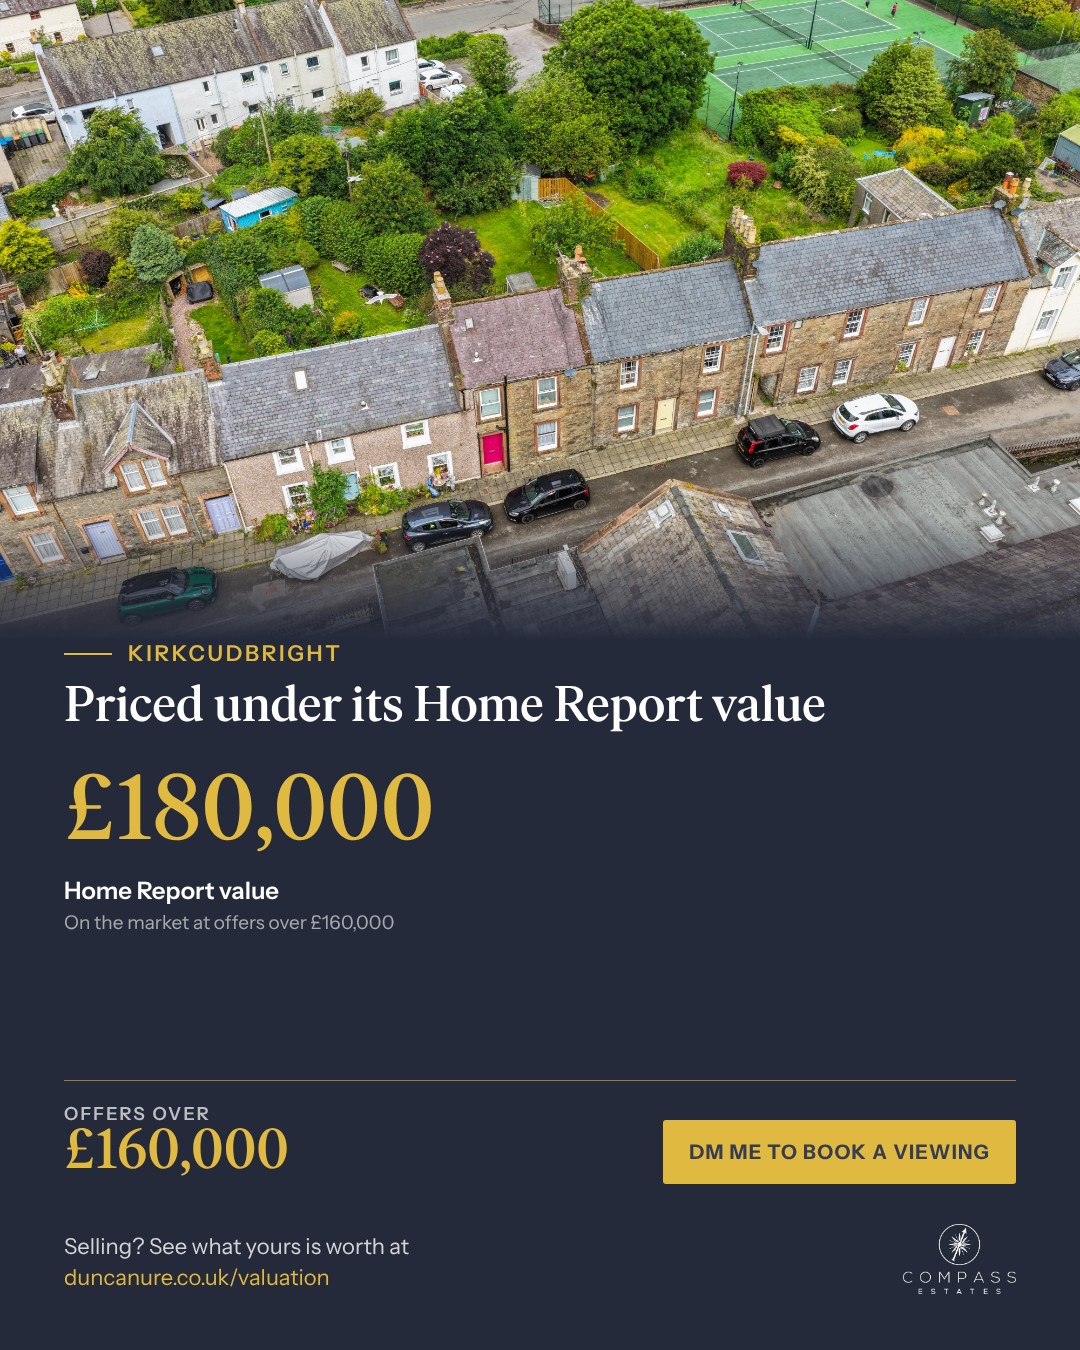 KIRKCUDBRIGHT
Priced under its Home Report value
£180,000
Home Report value
On the market at offers over £160,000
OFFERS OVER
£160,000
DM ME TO BOOK A VIEWING
Selling? See what yours is worth at
duncanure.co.uk/valuation
COMPASS
ESTATES